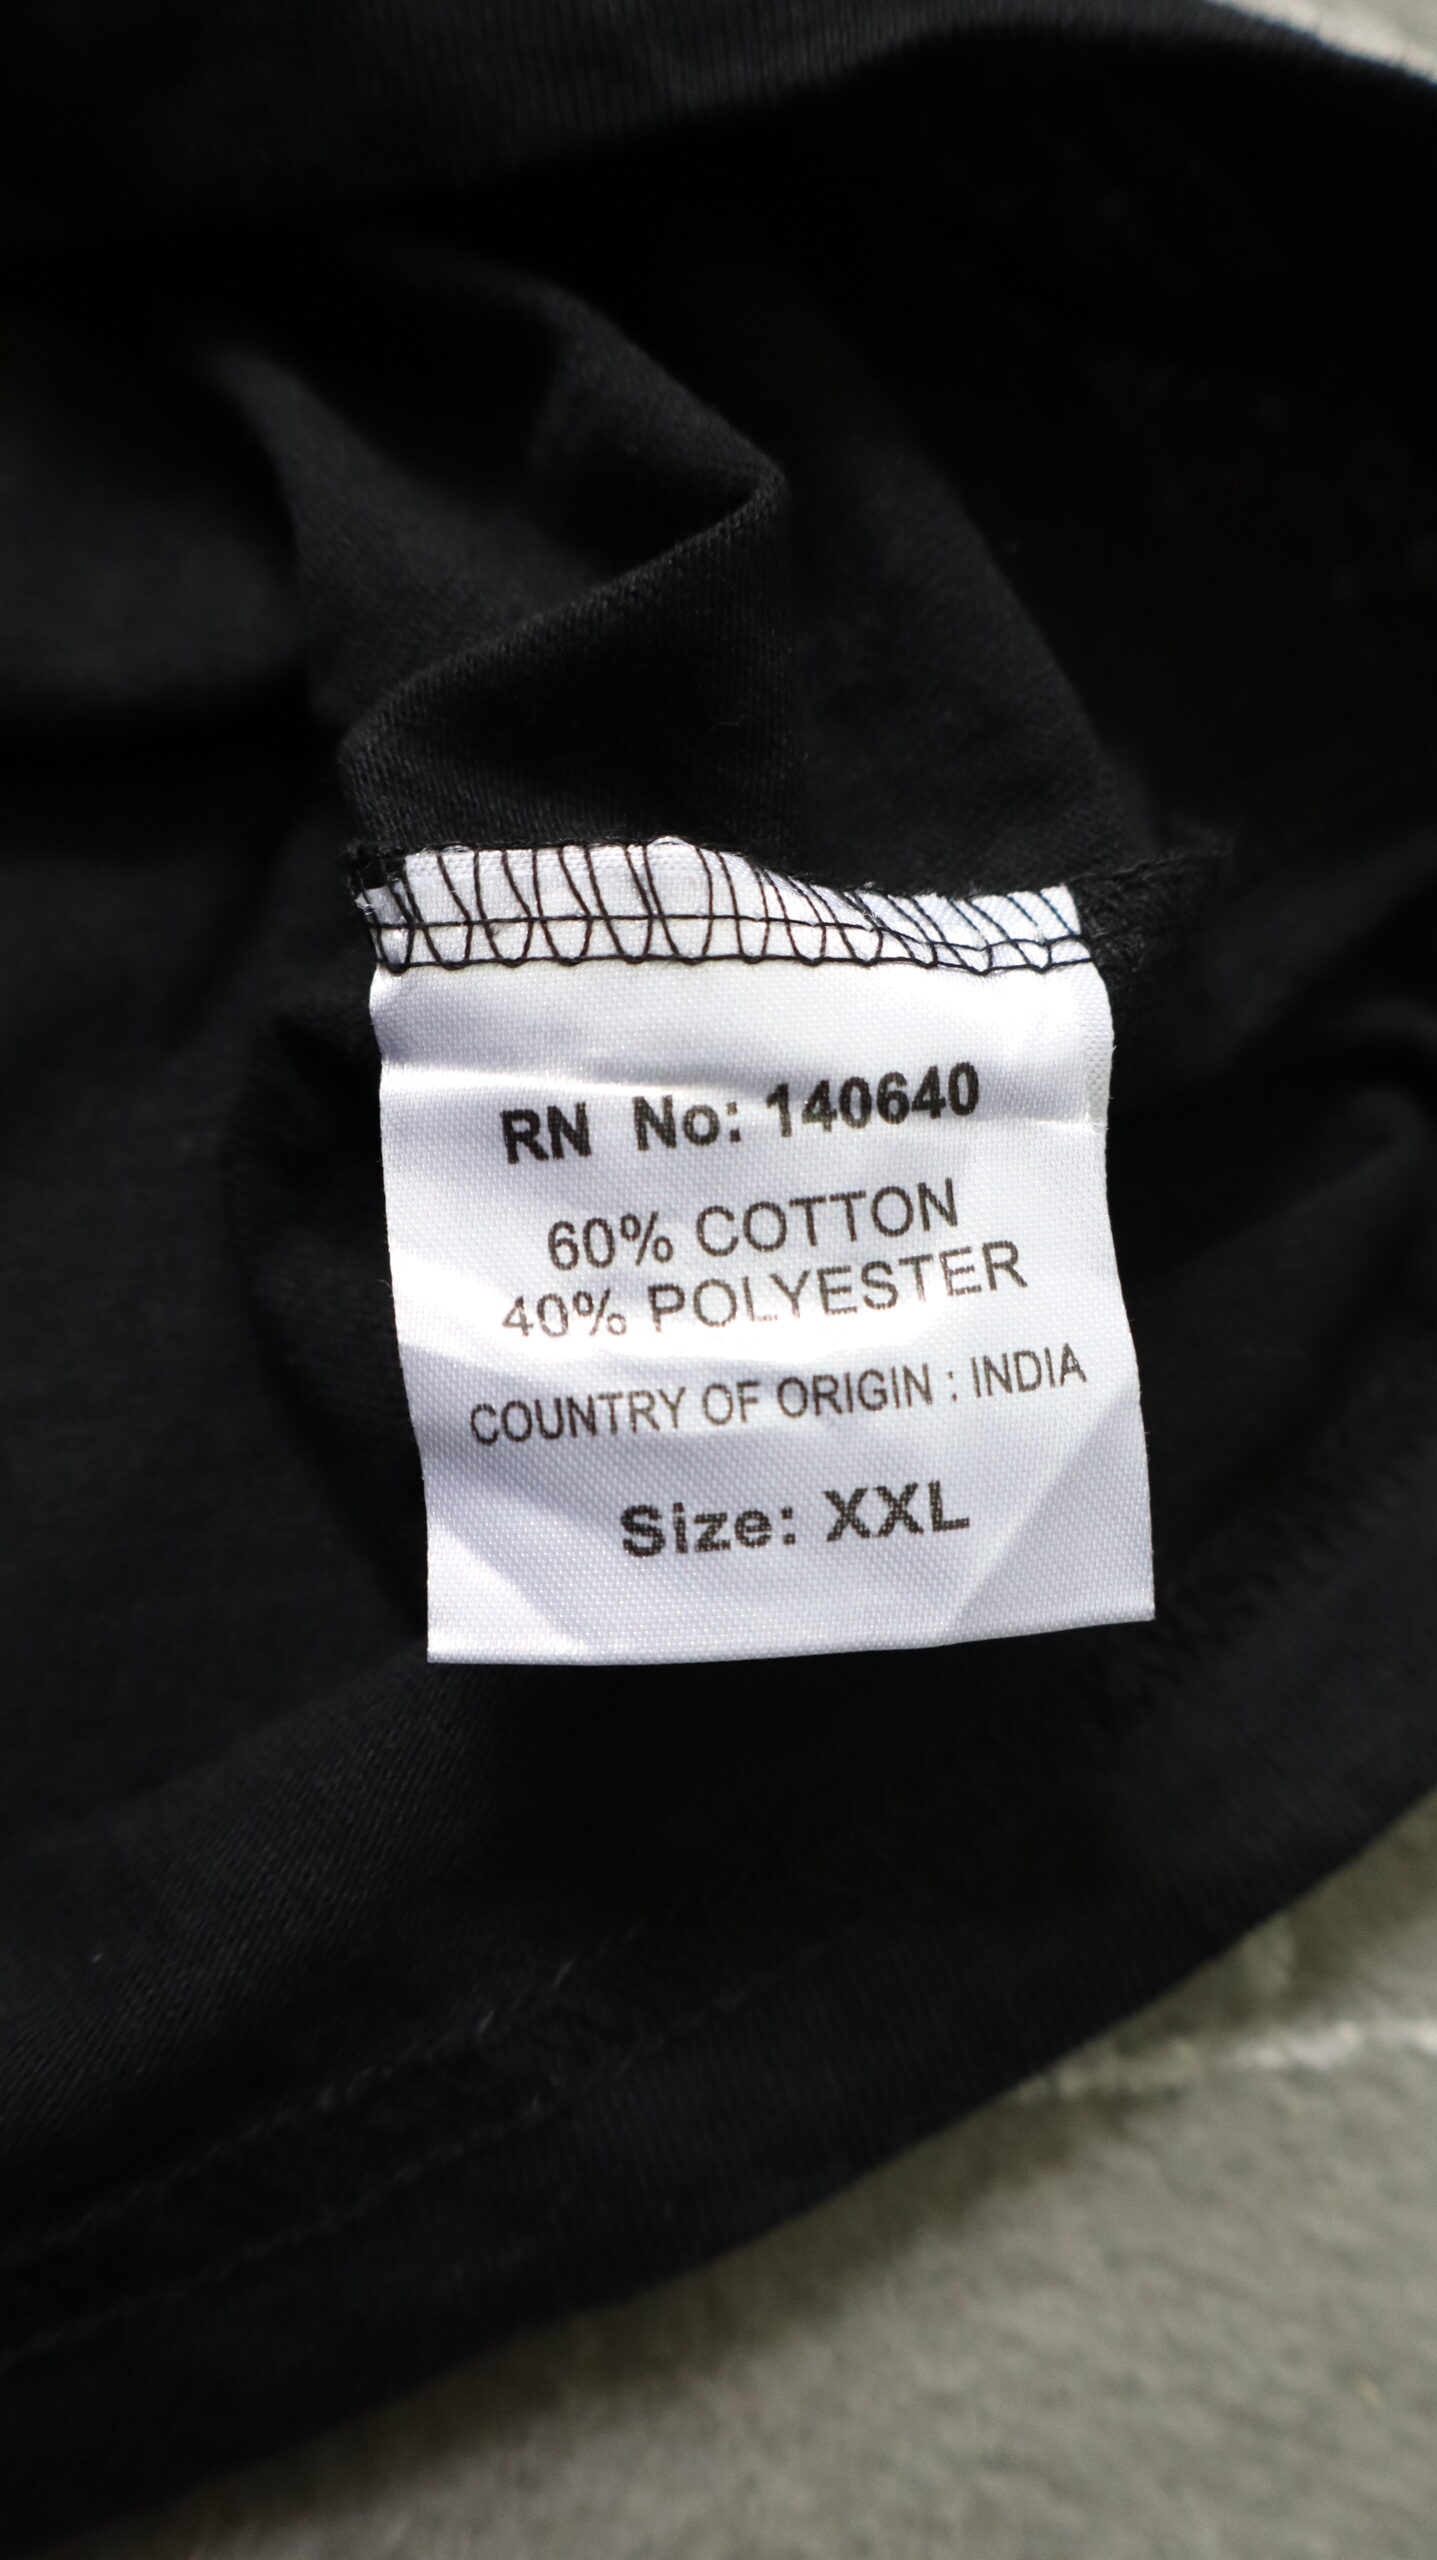 RN No: 140640
60% COTTON
40% POLYESTER
COUNTRY OF ORIGIN : INDIA
Size: XXL